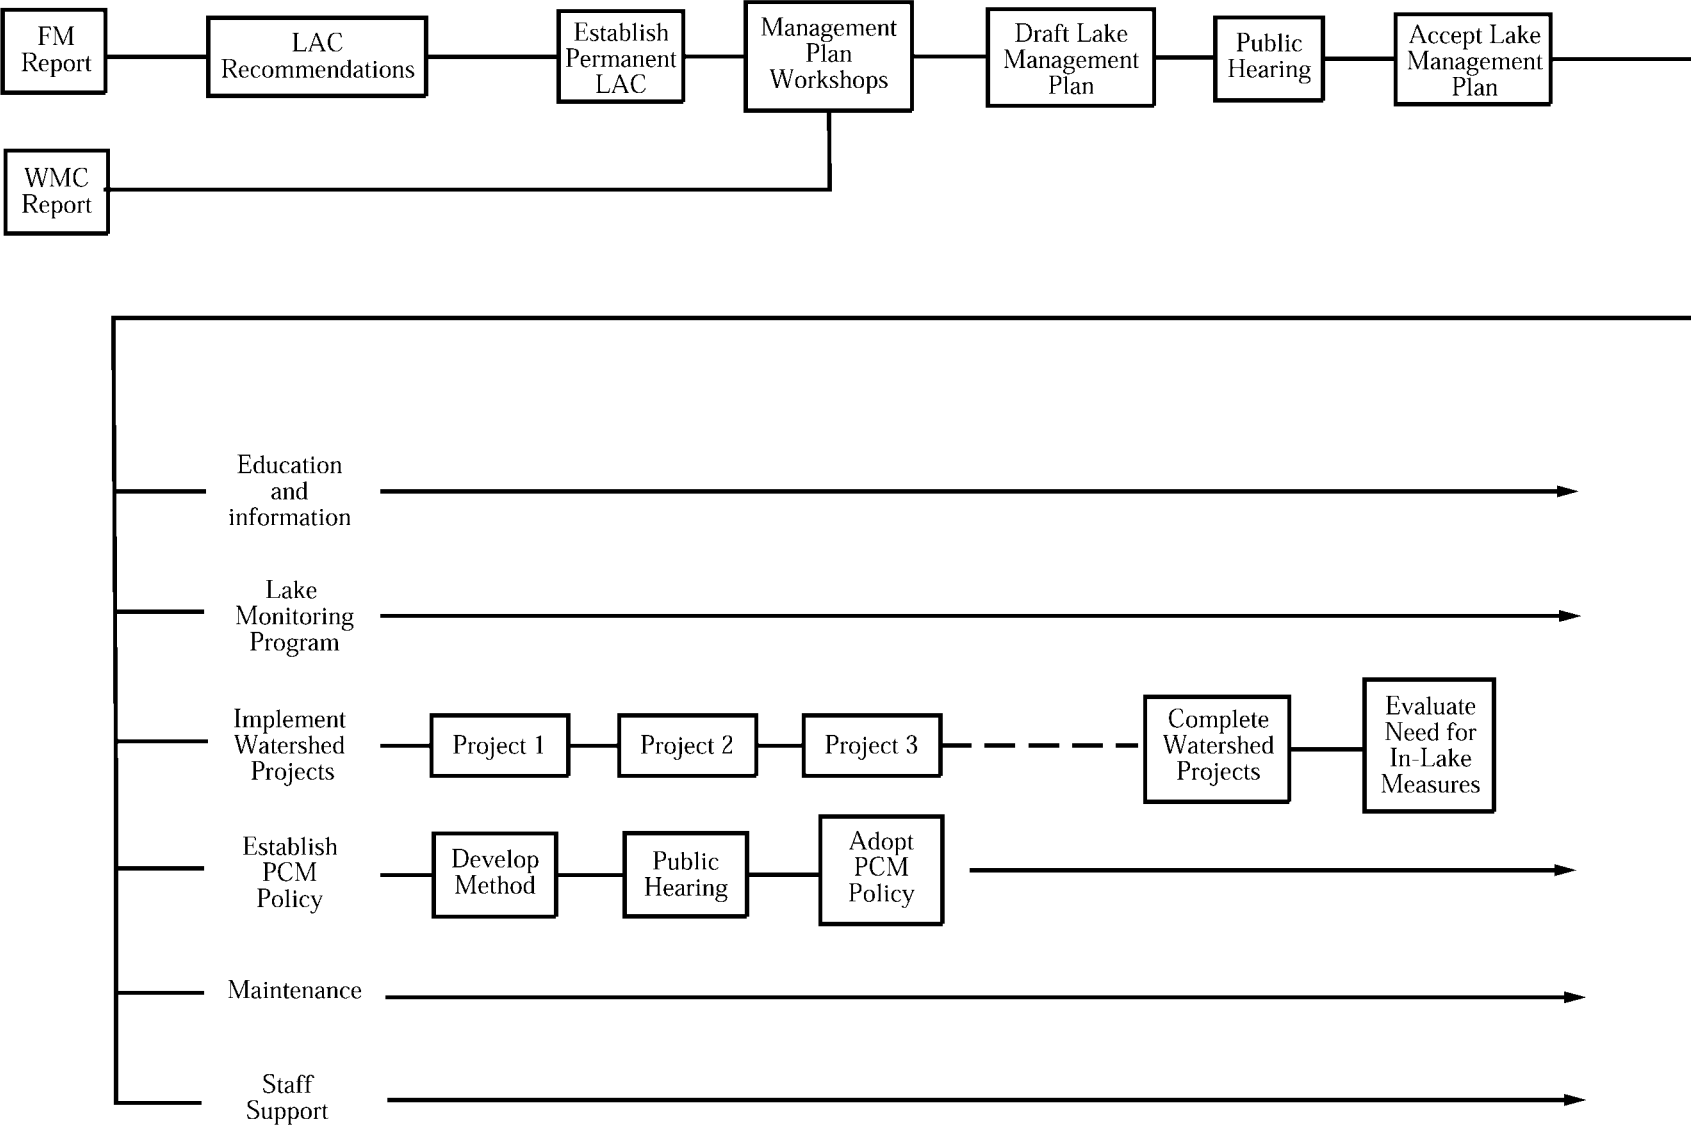 FM
Report
LAC
Recommendations
Establish
Permanent
LAC
Management
Plan
Workshops
Draft Lake
Management
Plan
Public
Hearing
Accept Lake
Management
Plan
WMC
Report
Education
and
information
Lake
Monitoring
Program
Implement
Watershed
Projects
Project 1
Project 2
Project 3
Complete
Watershed
Projects
Evaluate
Need for
In-Lake
Measures
Establish
PCM
Policy
Develop
Method
Public
Hearing
Adopt
PCM
Policy
Maintenance
Staff
Support